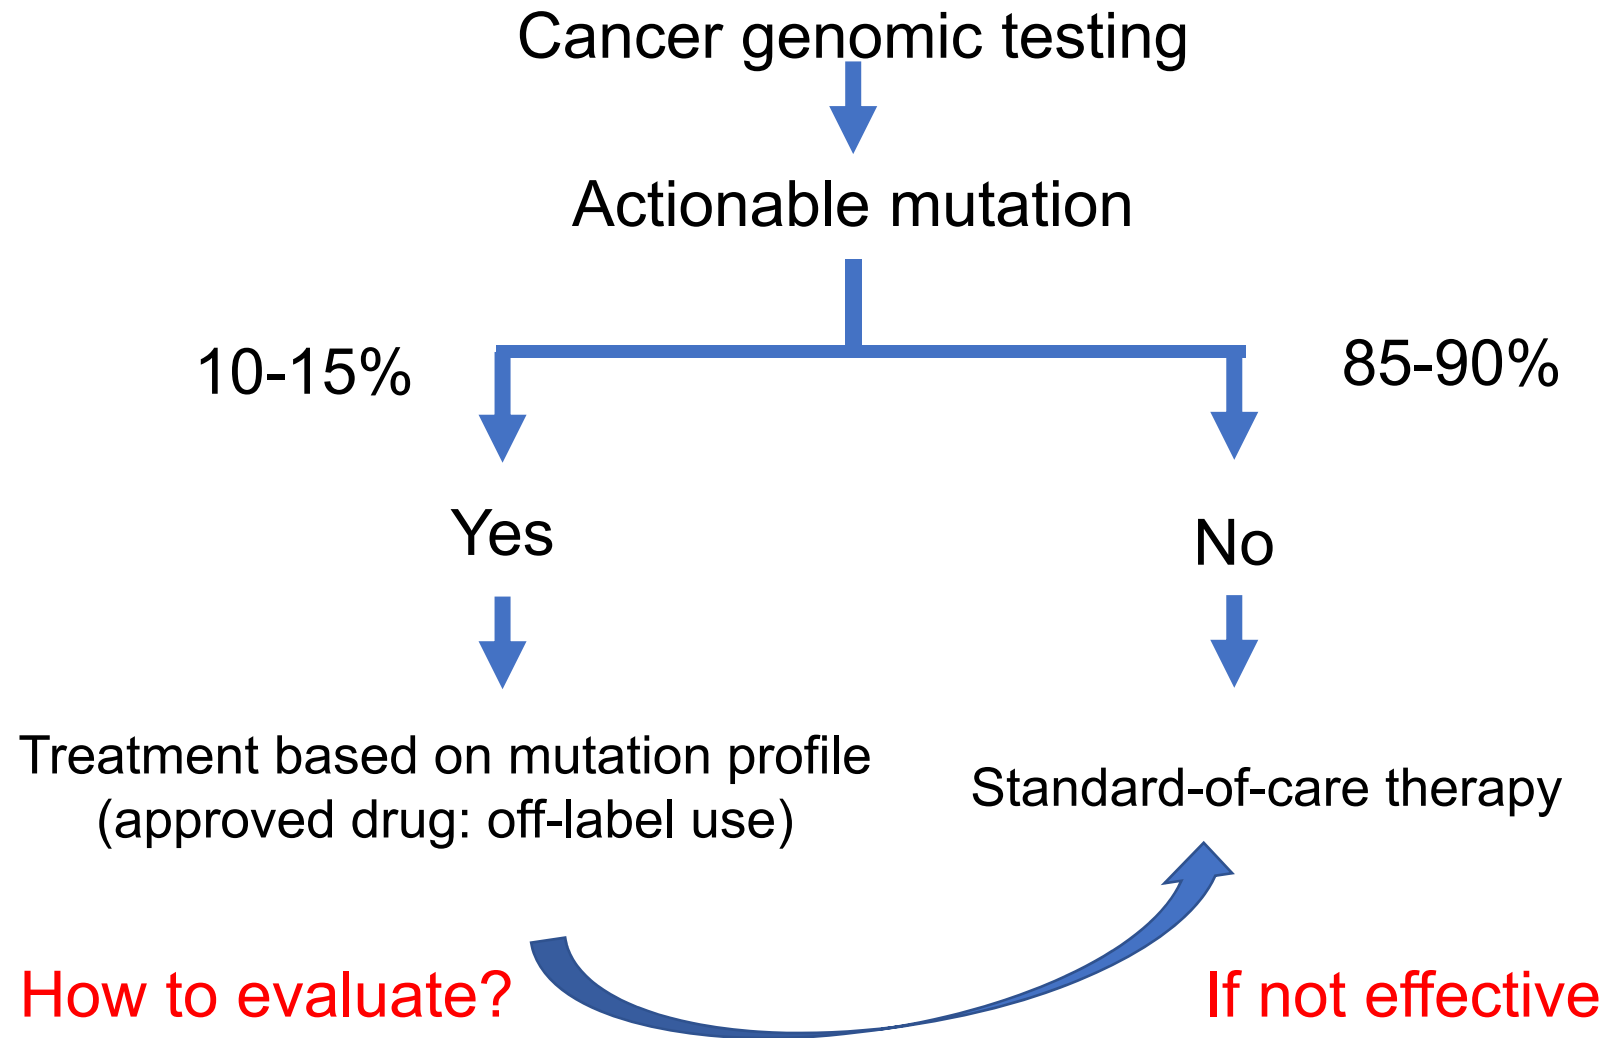 Cancer genomic testing
Actionable mutation
10-15%
85-90%
Yes
No
Treatment based on mutation profile
(approved drug: off-label use)
Standard-of-care therapy
How to evaluate?
If not effective